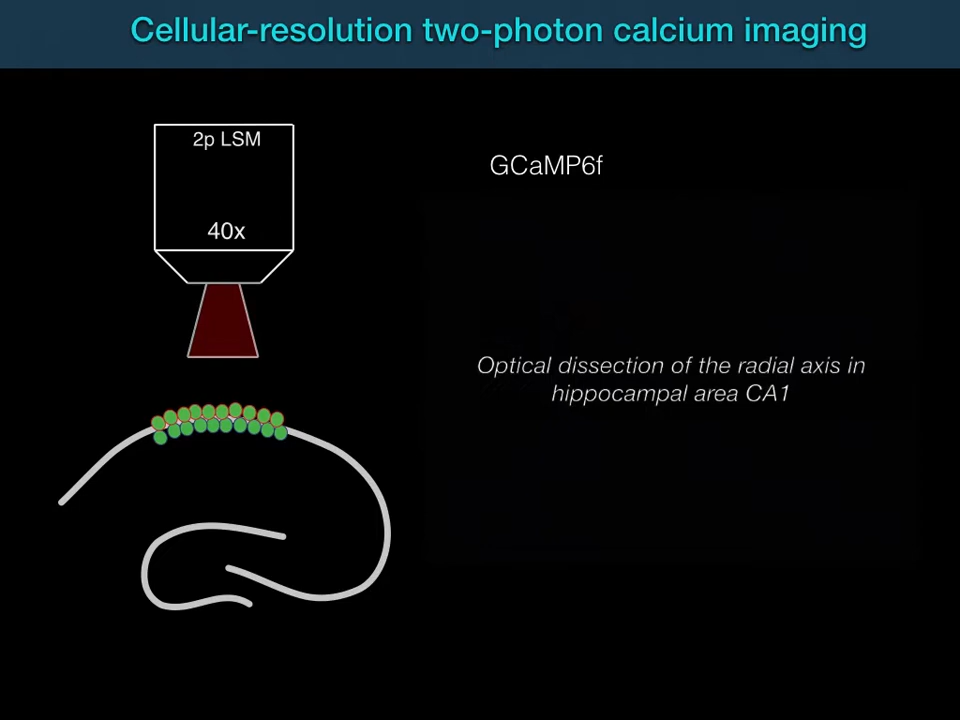 Cellular-resolution two-photon calcium imaging
2p LSM
GCaMP6f
40x
Optical dissection of the radial axis in
hippocampal area CA1